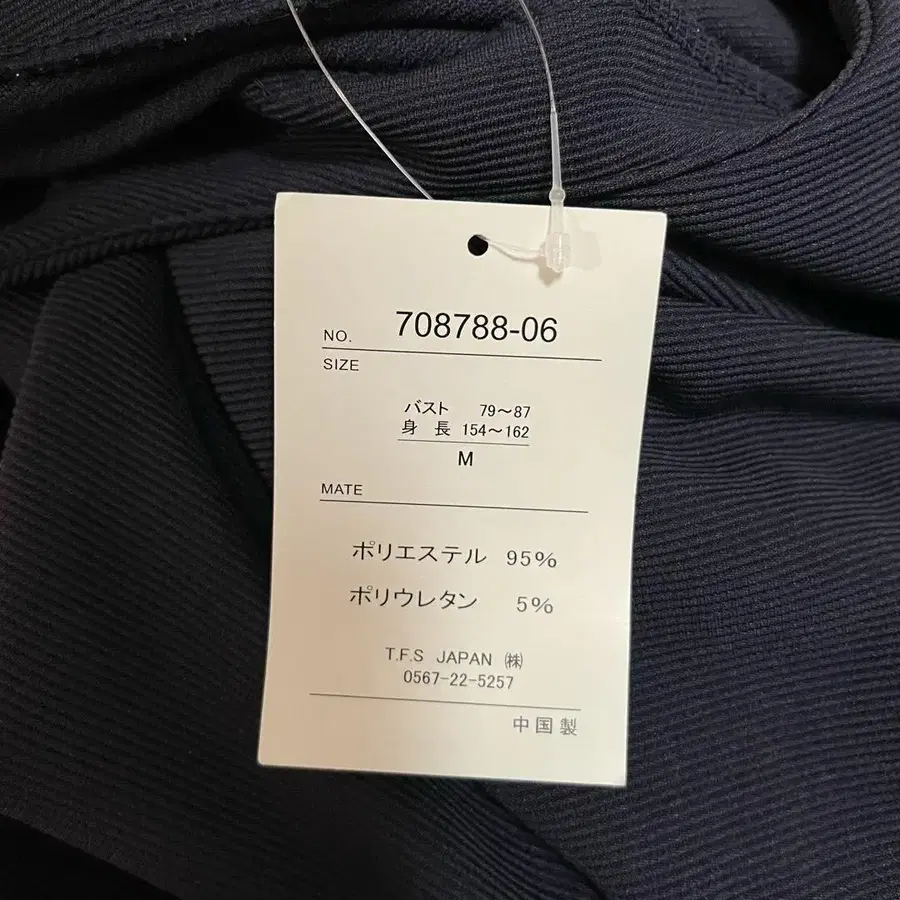 NO. 708788-06
SIZE
バスト 79～87
身長 154～162
M
MATE
ポリエステル 95%
ポリウレタン 5%
T.F.S JAPAN ㈱
0567-22-5257
中国製